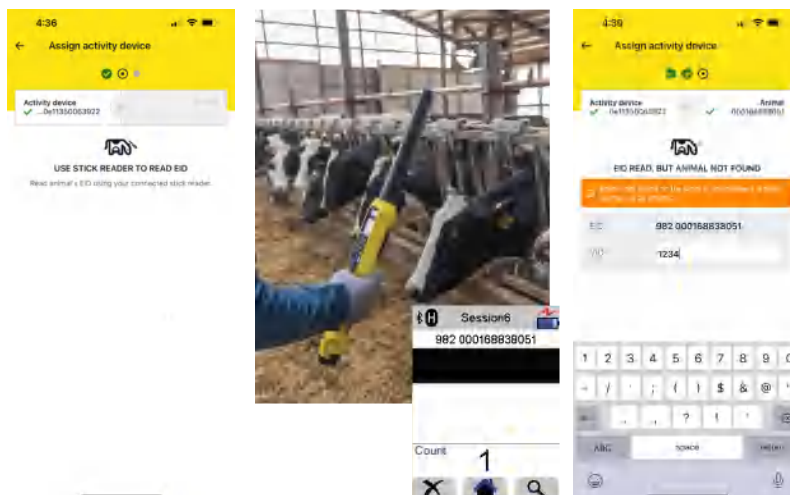 4:36
Assign activity device
Activity device
...0e11350063922
USE STICK READER TO READ EID
Read animal's EID using your connected stick reader.
Session6
982 000168838051
Count
1
4:39
Assign activity device
Activity device
Animal
000168838051
EID READ, BUT ANIMAL NOT FOUND
EID
982 000168838051
VID
1234
1 2 3 4 5 6 7 8 9 0
- / : ; ( ) $ & @ "
. , ? ! '
ABC
space
return